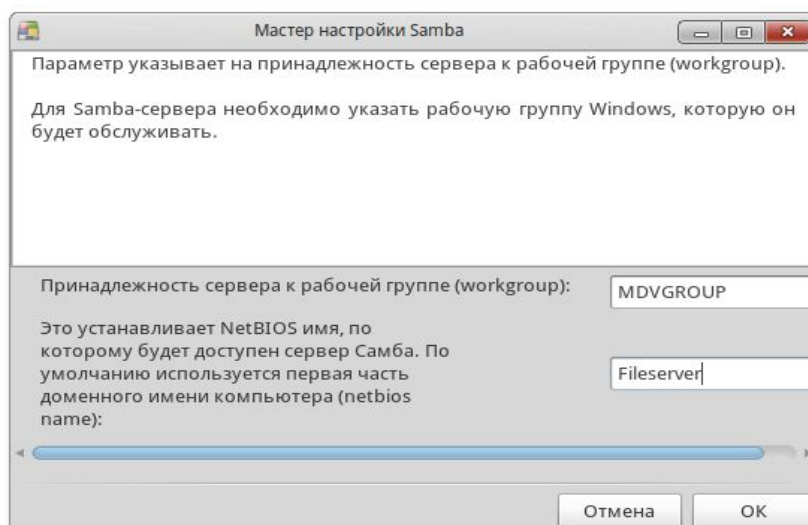 Мастер настройки Samba
Параметр указывает на принадлежность сервера к рабочей группе (workgroup).
Для Samba-сервера необходимо указать рабочую группу Windows, которую он
будет обслуживать.
Принадлежность сервера к рабочей группе (workgroup):
MDVGROUP
Это устанавливает NetBIOS имя, по
которому будет доступен сервер Самба. По
умолчанию используется первая часть
доменного имени компьютера (netbios
name):
Fileserver
Отмена
ОК